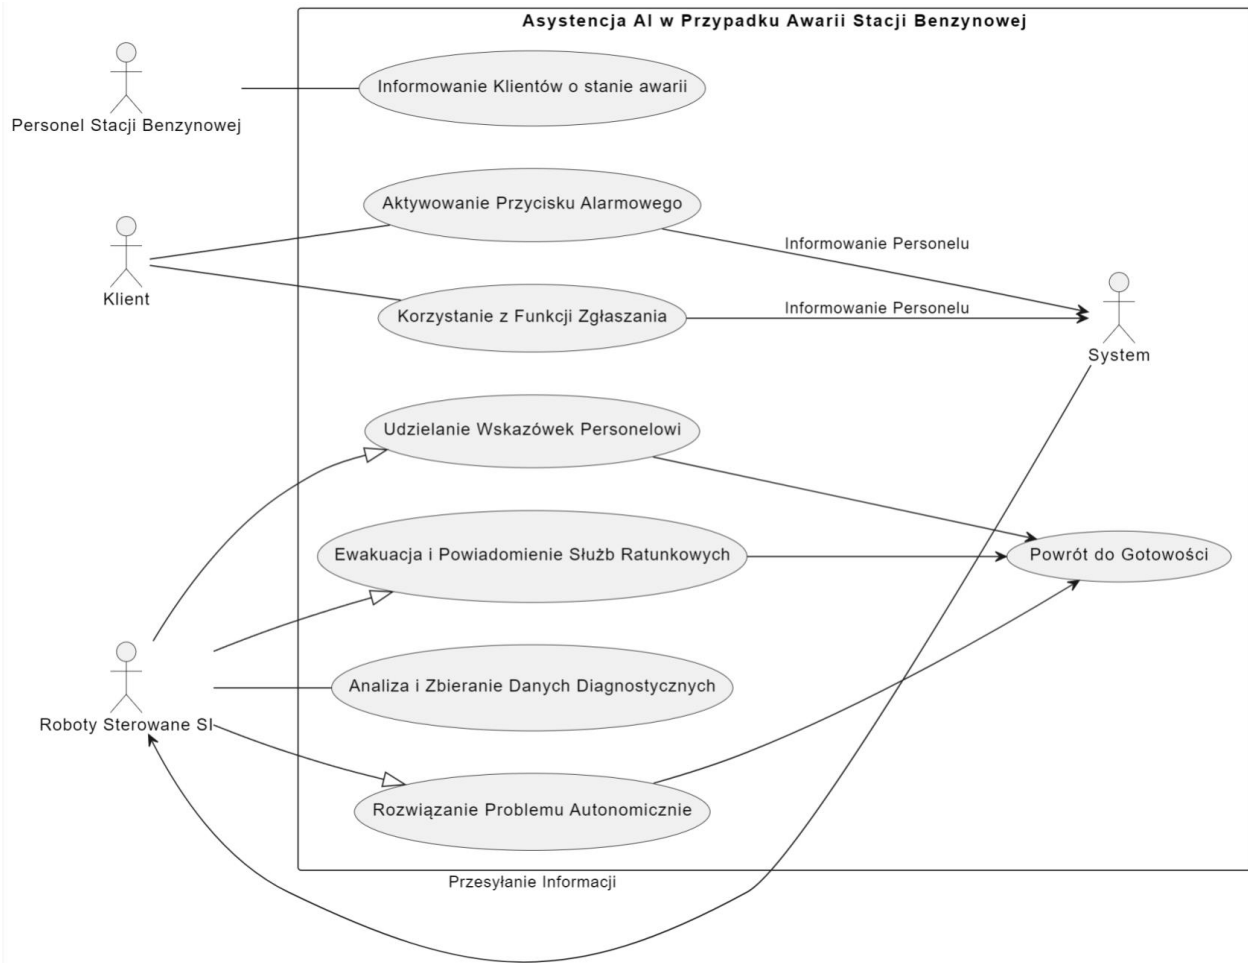 Asystencja AI w Przypadku Awarii Stacji Benzynowej
Informowanie Klientów o stanie awarii
Personel Stacji Benzynowej
Aktywowanie Przycisku Alarmowego
Informowanie Personelu
Klient
Korzystanie z Funkcji Zgłaszania
Informowanie Personelu
System
Udzielanie Wskazówek Personelowi
Ewakuacja i Powiadomienie Służb Ratunkowych
Powrót do Gotowości
Analiza i Zbieranie Danych Diagnostycznych
Roboty Sterowane SI
Rozwiązanie Problemu Autonomicznie
Przesyłanie Informacji